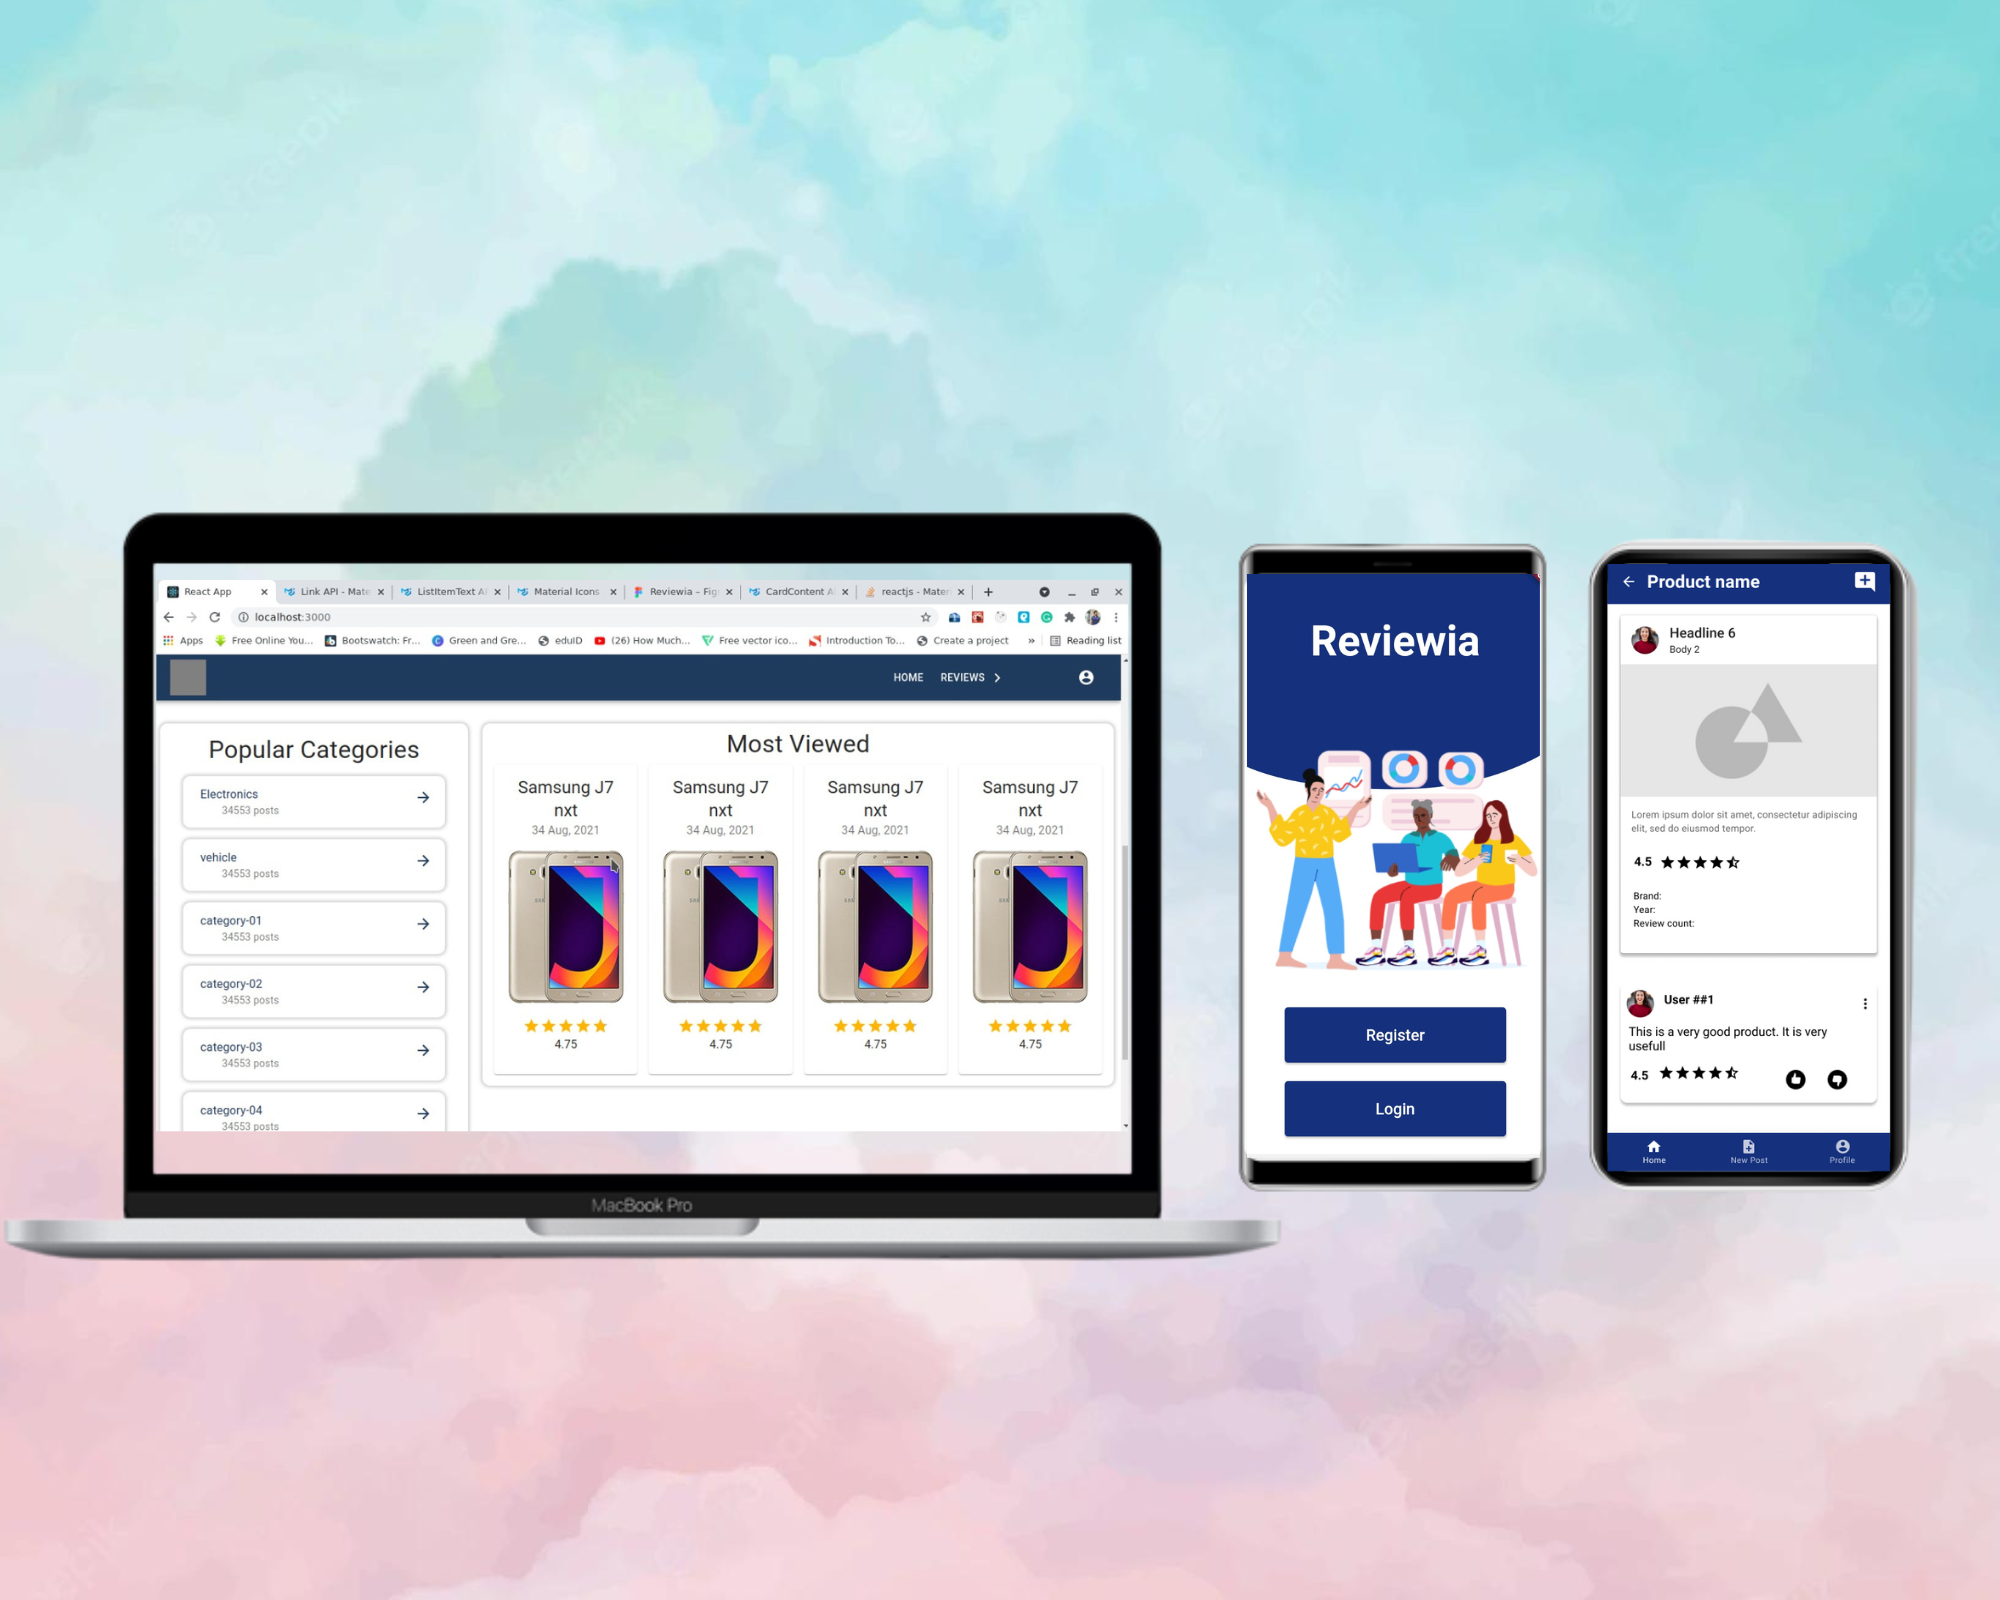 React App
Link API - Mate
ListItemText A
Material Icons
Reviewia – Fig
CardContent A
reactjs - Mater
localhost:3000
Apps
Free Online You...
Bootswatch: Fr...
Green and Gre...
eduID
(26) How Much...
Free vector ico...
Introduction To...
Create a project
»
Reading list
HOME
REVIEWS
Popular Categories
Electronics
34553 posts
vehicle
34553 posts
category-01
34553 posts
category-02
34553 posts
category-03
34553 posts
category-04
34553 posts
Most Viewed
Samsung J7
nxt
34 Aug, 2021
4.75
Samsung J7
nxt
34 Aug, 2021
4.75
Samsung J7
nxt
34 Aug, 2021
4.75
Samsung J7
nxt
34 Aug, 2021
4.75
MacBook Pro
Reviewia
Register
Login
Product name
Headline 6
Body 2
Lorem ipsum dolor sit amet, consectetur adipiscing
elit, sed do eiusmod tempor.
4.5
Brand:
Year:
Review count:
User ##1
This is a very good product. It is very
usefull
4.5
Home
New Post
Profile
freepik